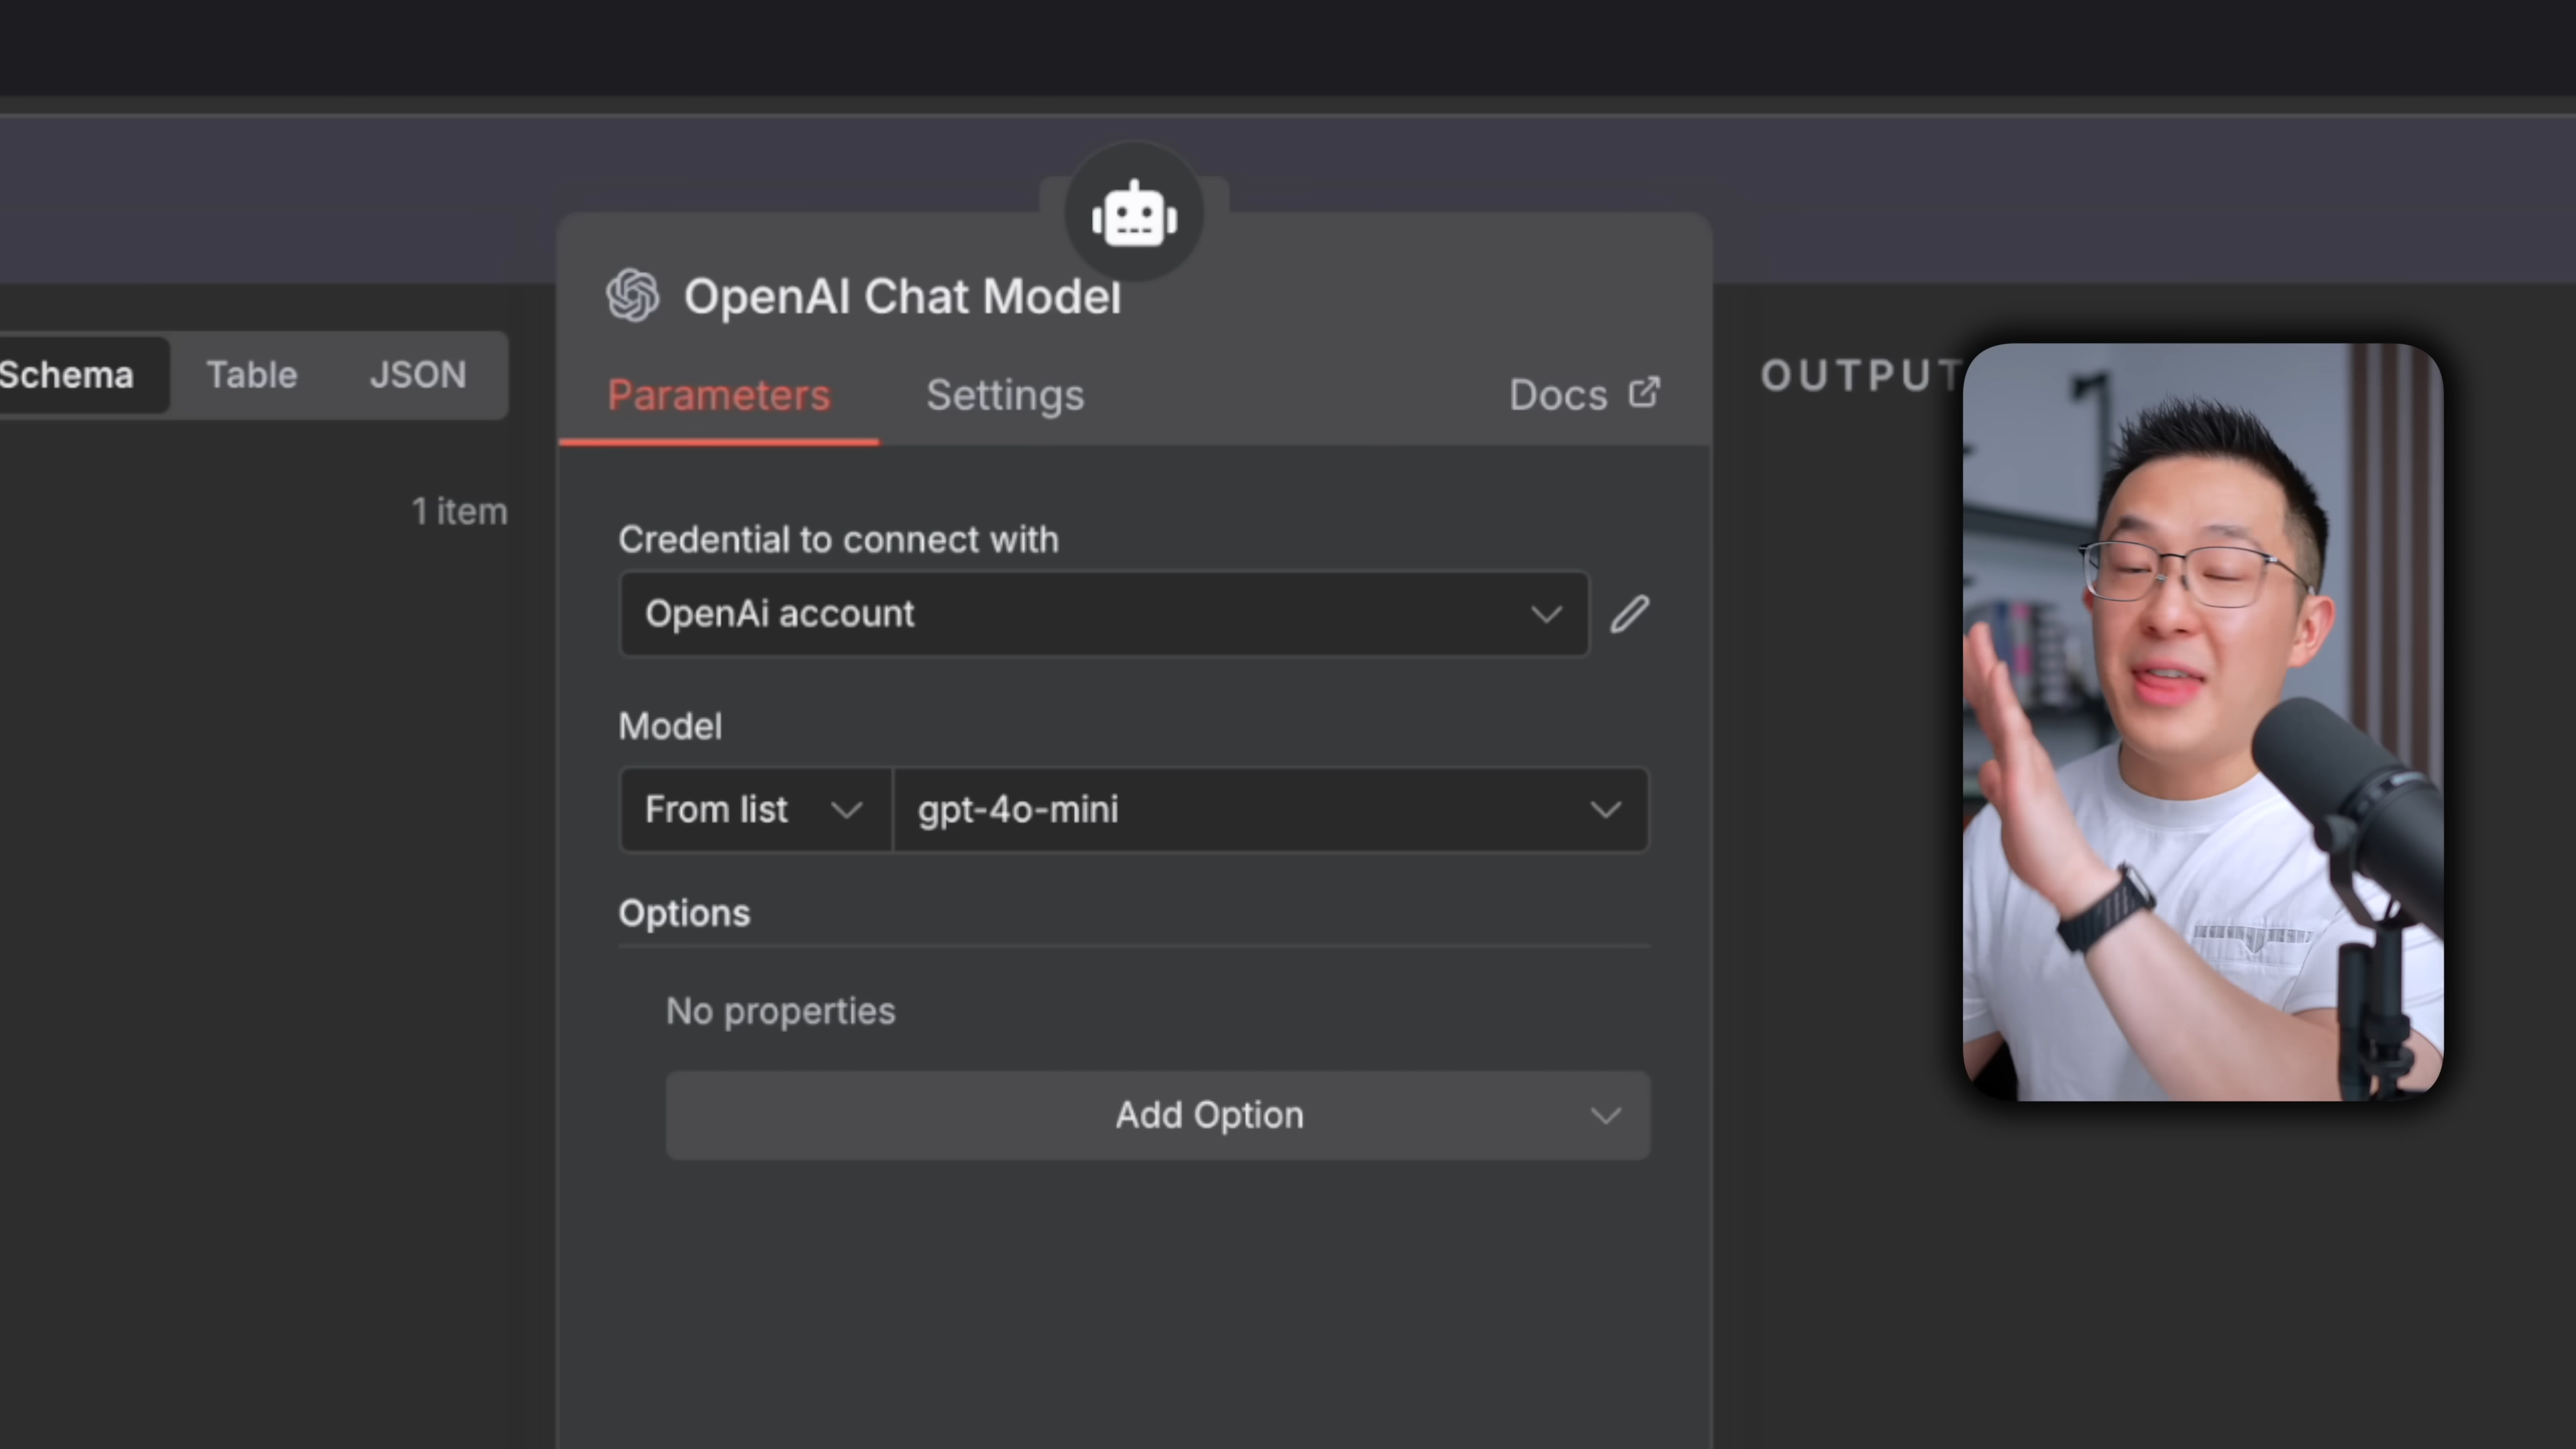 OpenAI Chat Model
Schema Table JSON
OUTPUT
Parameters Settings Docs
1 item
Credential to connect with
OpenAi account
Model
From list gpt-4o-mini
Options
No properties
Add Option